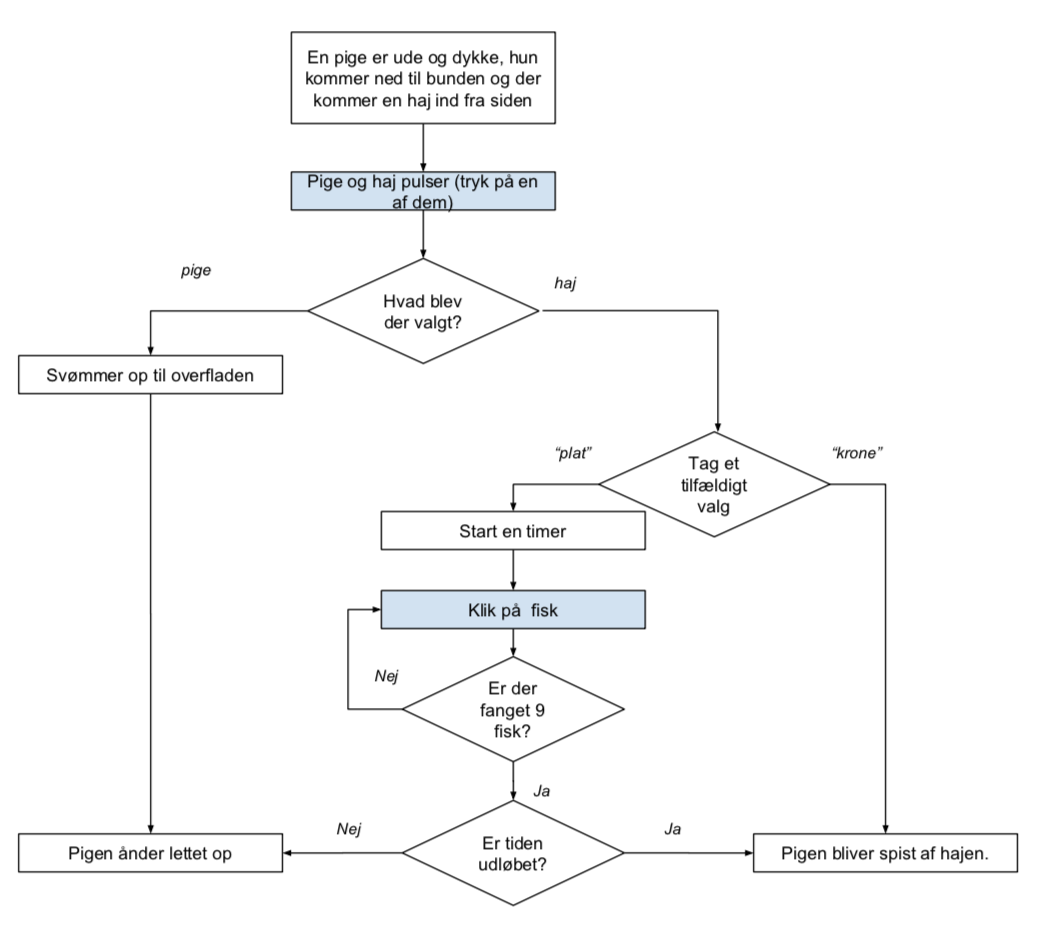 En pige er ude og dykke, hun
kommer ned til bunden og der
kommer en haj ind fra siden
Pige og haj pulser (tryk på en
af dem)
pige
haj
Hvad blev
der valgt?
Svømmer op til overfladen
"plat"
"krone"
Tag et
tilfældigt
valg
Start en timer
Klik på fisk
Nej
Er der
fanget 9
fisk?
Ja
Nej
Ja
Er tiden
udløbet?
Pigen ånder lettet op
Pigen bliver spist af hajen.